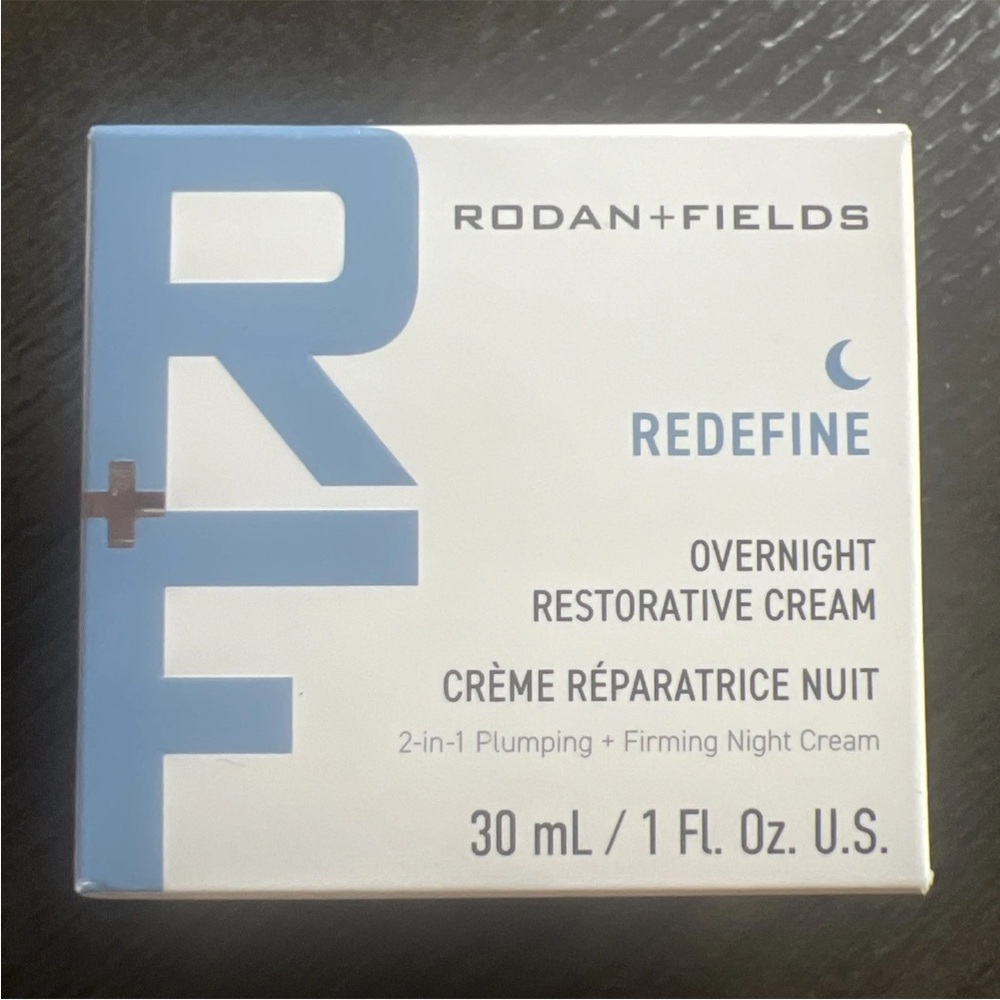 R+F
RODAN+FIELDS
REDEFINE
OVERNIGHT
RESTORATIVE CREAM
CRÈME RÉPARATRICE NUIT
2-in-1 Plumping + Firming Night Cream
30 mL / 1 Fl. Oz. U.S.